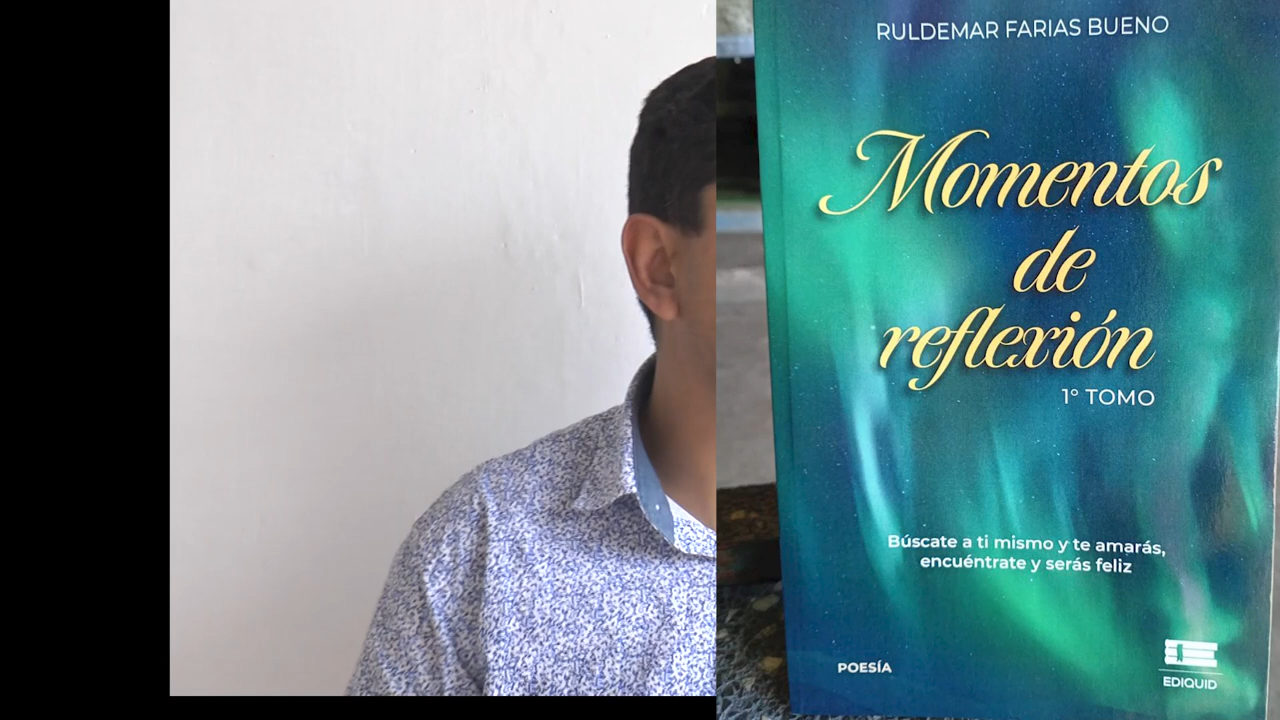 RULDEMAR FARIAS BUENO
Momentos
de
reflexión
1° TOMO
Búscate a ti mismo y te amarás,
encuéntrate y serás feliz
POESÍA
EDIQUID